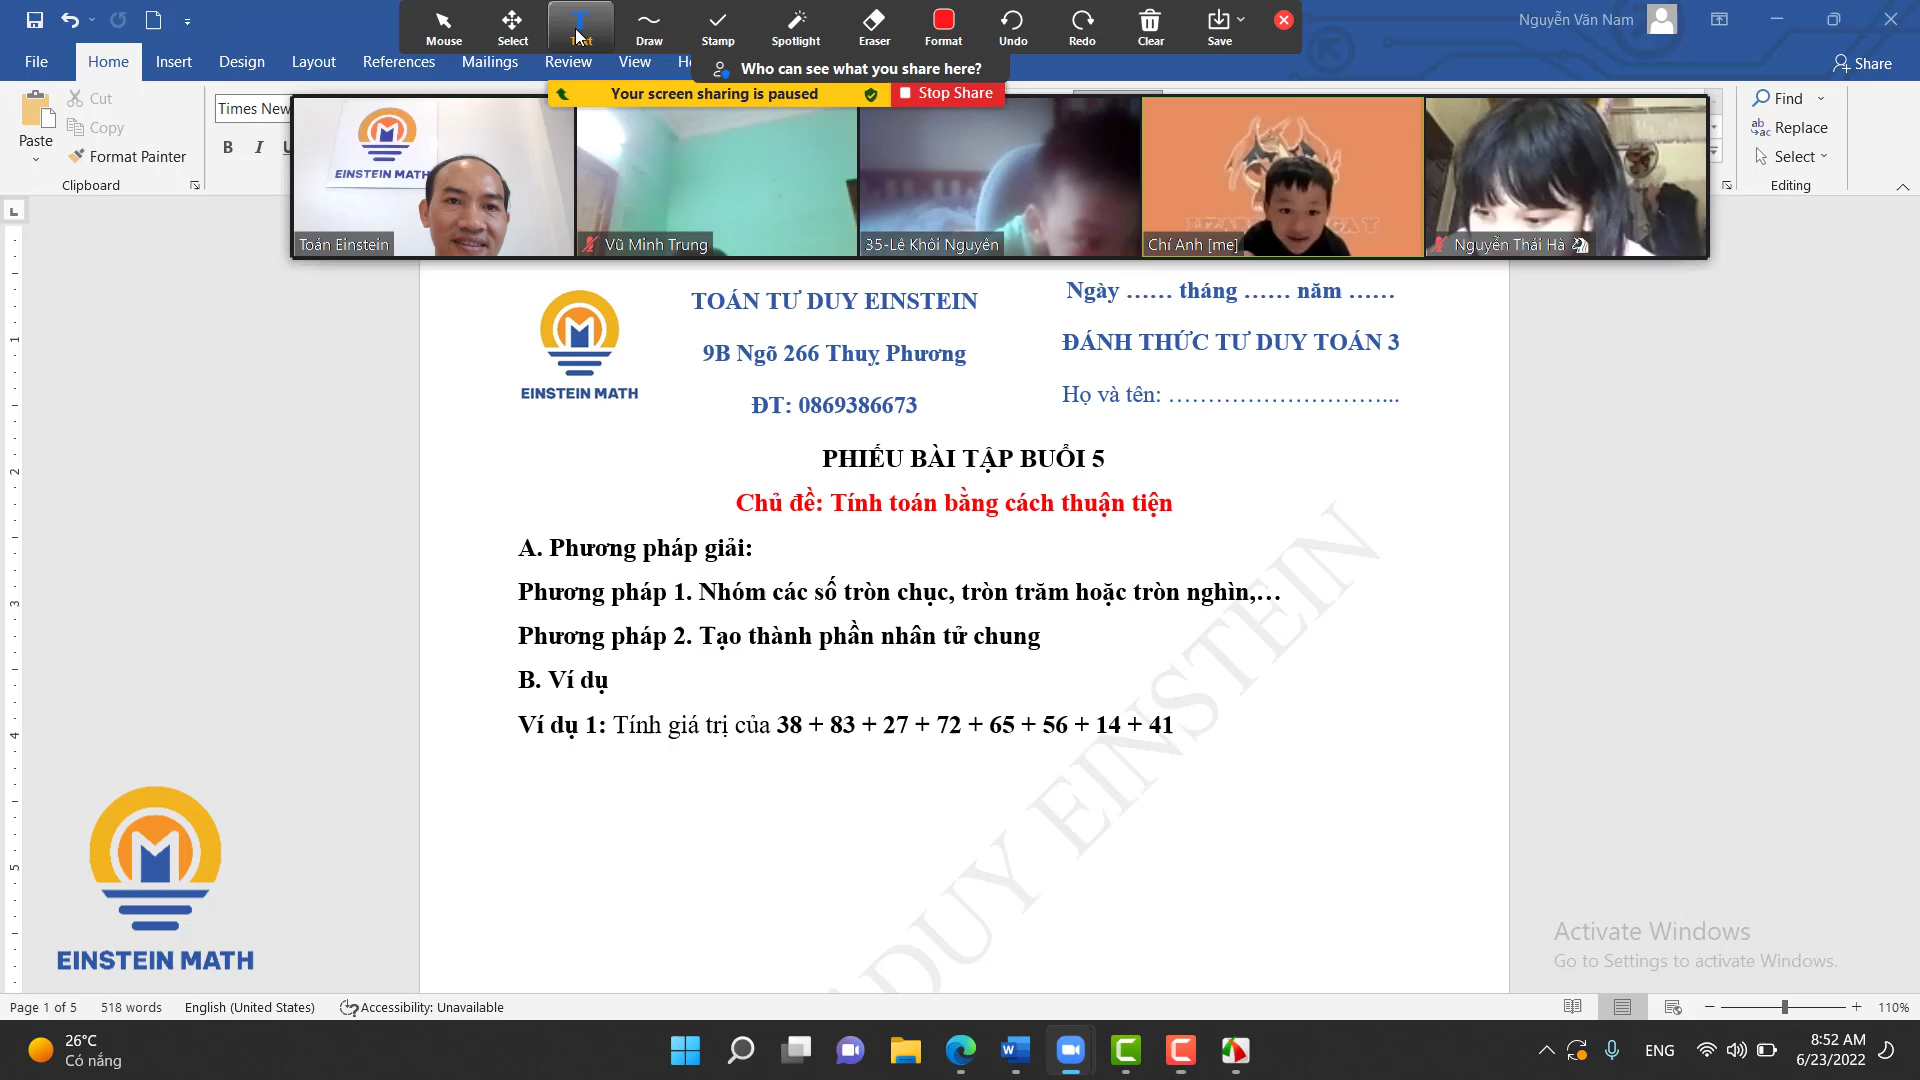 Nguyễn Văn Nam
Mouse Select Text Draw Stamp Spotlight Eraser Format Undo Redo Clear Save
File Home Insert Design Layout References Mailings Review View Share
Who can see what you share here?
Your screen sharing is paused Stop Share
Paste
Cut
Copy
Format Painter
Clipboard
Times New
B I U
Find
Replace
Select
Editing
EINSTEIN MATH
Toán Einstein
Vũ Minh Trung
35-Lê Khôi Nguyên
Chí Anh [me]
Nguyễn Thái Hà
EINSTEIN MATH
TOÁN TƯ DUY EINSTEIN
9B Ngõ 266 Thuỵ Phương
ĐT: 0869386673
Ngày …… tháng …… năm ……
ĐÁNH THỨC TƯ DUY TOÁN 3
Họ và tên: ………………………...
PHIẾU BÀI TẬP BUỔI 5
Chủ đề: Tính toán bằng cách thuận tiện
A. Phương pháp giải:
Phương pháp 1. Nhóm các số tròn chục, tròn trăm hoặc tròn nghìn,…
Phương pháp 2. Tạo thành phần nhân tử chung
B. Ví dụ
Ví dụ 1: Tính giá trị của 38 + 83 + 27 + 72 + 65 + 56 + 14 + 41
DUY EINSTEIN
EINSTEIN MATH
1
2
3
4
5
Activate Windows
Go to Settings to activate Windows.
Page 1 of 5 518 words English (United States) Accessibility: Unavailable 110%
26°C
Có nắng
ENG
8:52 AM
6/23/2022